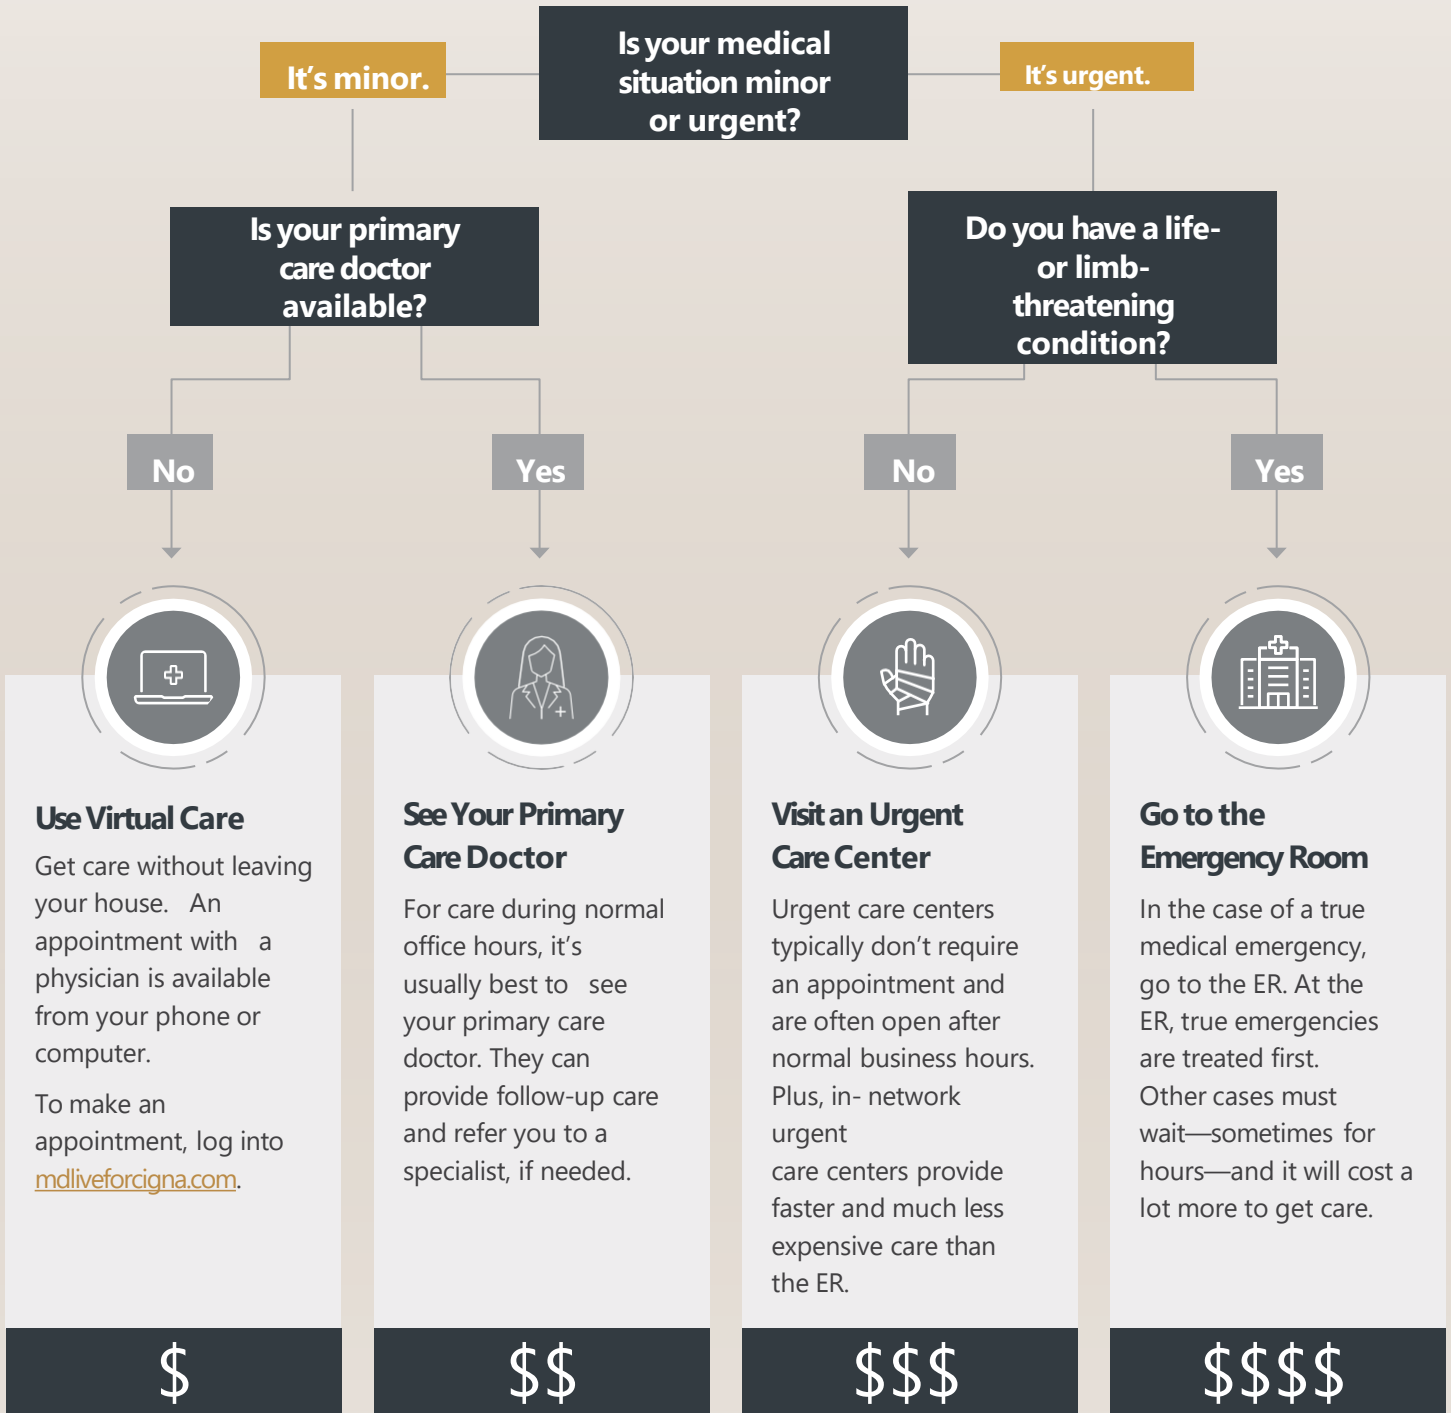 Is your medical
situation minor
or urgent?
It's minor.
It's urgent.
Is your primary
care doctor
available?
Do you have a life-
or limb-
threatening
condition?
No
Yes
No
Yes
Use Virtual Care
Get care without leaving
your house. An
appointment with a
physician is available
from your phone or
computer.
To make an
appointment, log into
mdliveforcigna.com.
$
See Your Primary
Care Doctor
For care during normal
office hours, it's
usually best to see
your primary care
doctor. They can
provide follow-up care
and refer you to a
specialist, if needed.
$$
Visit an Urgent
Care Center
Urgent care centers
typically don't require
an appointment and
are often open after
normal business hours.
Plus, in- network
urgent
care centers provide
faster and much less
expensive care than
the ER.
$$$
Go to the
Emergency Room
In the case of a true
medical emergency,
go to the ER. At the
ER, true emergencies
are treated first.
Other cases must
wait—sometimes for
hours—and it will cost a
lot more to get care.
$$$$